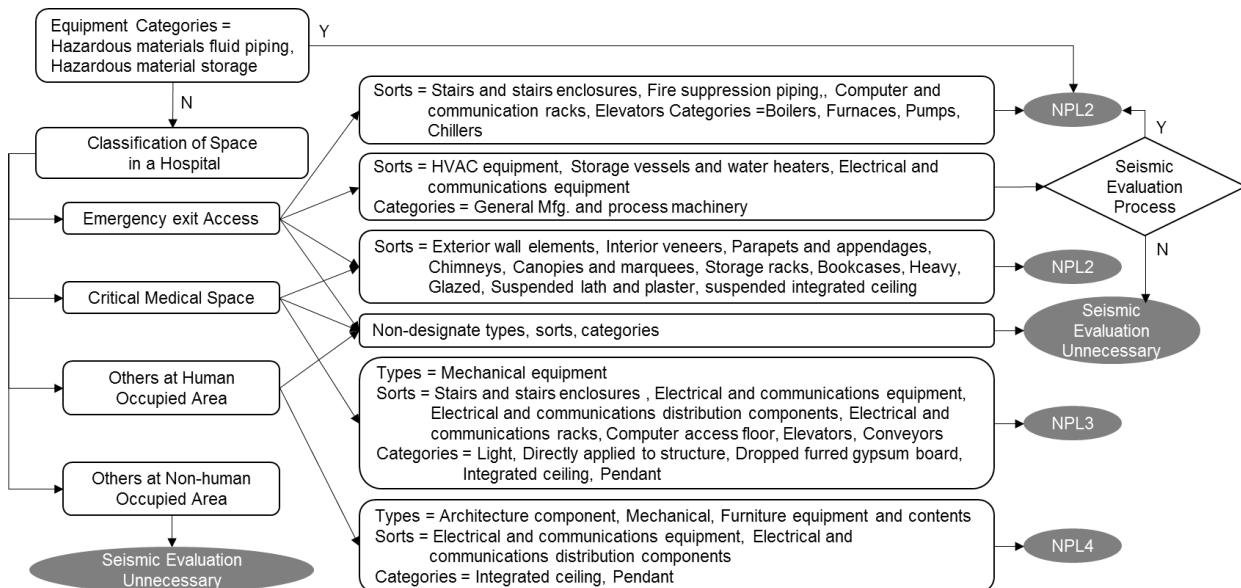 Equipment Categories =
Hazardous materials fluid piping,
Hazardous material storage
Y
N
Classification of Space
in a Hospital
Emergency exit Access
Critical Medical Space
Others at Human
Occupied Area
Others at Non-human
Occupied Area
Seismic Evaluation
Unnecessary
Sorts = Stairs and stairs enclosures, Fire suppression piping,, Computer and
communication racks, Elevators Categories =Boilers, Furnaces, Pumps,
Chillers
NPL2
Sorts = HVAC equipment, Storage vessels and water heaters, Electrical and
communications equipment
Categories = General Mfg. and process machinery
Y
Seismic
Evaluation
Process
N
Sorts = Exterior wall elements, Interior veneers, Parapets and appendages,
Chimneys, Canopies and marquees, Storage racks, Bookcases, Heavy,
Glazed, Suspended lath and plaster, suspended integrated ceiling
NPL2
Non-designate types, sorts, categories
Seismic
Evaluation
Unnecessary
Types = Mechanical equipment
Sorts = Stairs and stairs enclosures , Electrical and communications equipment,
Electrical and communications distribution components, Electrical and
communications racks, Computer access floor, Elevators, Conveyors
Categories = Light, Directly applied to structure, Dropped furred gypsum board,
Integrated ceiling, Pendant
NPL3
Types = Architecture component, Mechanical, Furniture equipment and contents
Sorts = Electrical and communications equipment, Electrical and
communications distribution components
Categories = Integrated ceiling, Pendant
NPL4